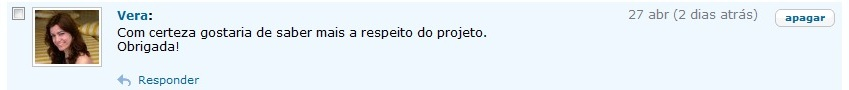 Vera:
27 abr (2 dias atrás)
apagar
Com certeza gostaria de saber mais a respeito do projeto.
Obrigada!
Responder